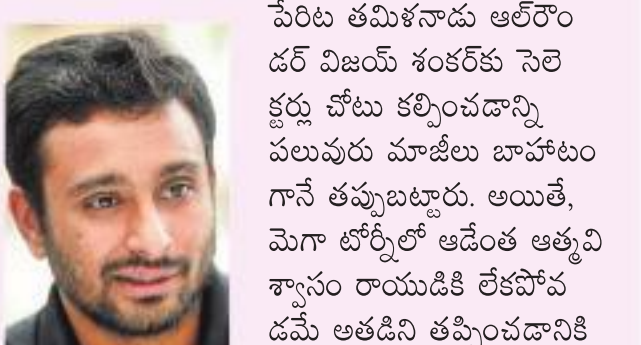 పేరిట తమిళనాడు ఆల్‌రౌం
డర్ విజయ్ శంకర్‌కు సెలె
క్టర్లు చోటు కల్పించడాన్ని
పలువురు మాజీలు బాహాటం
గానే తప్పుబట్టారు. అయితే,
మెగా టోర్నీలో ఆడేంత ఆత్మవి
శ్వాసం రాయుడికి లేకపోవ
డమే అతడిని తప్పించడానికి